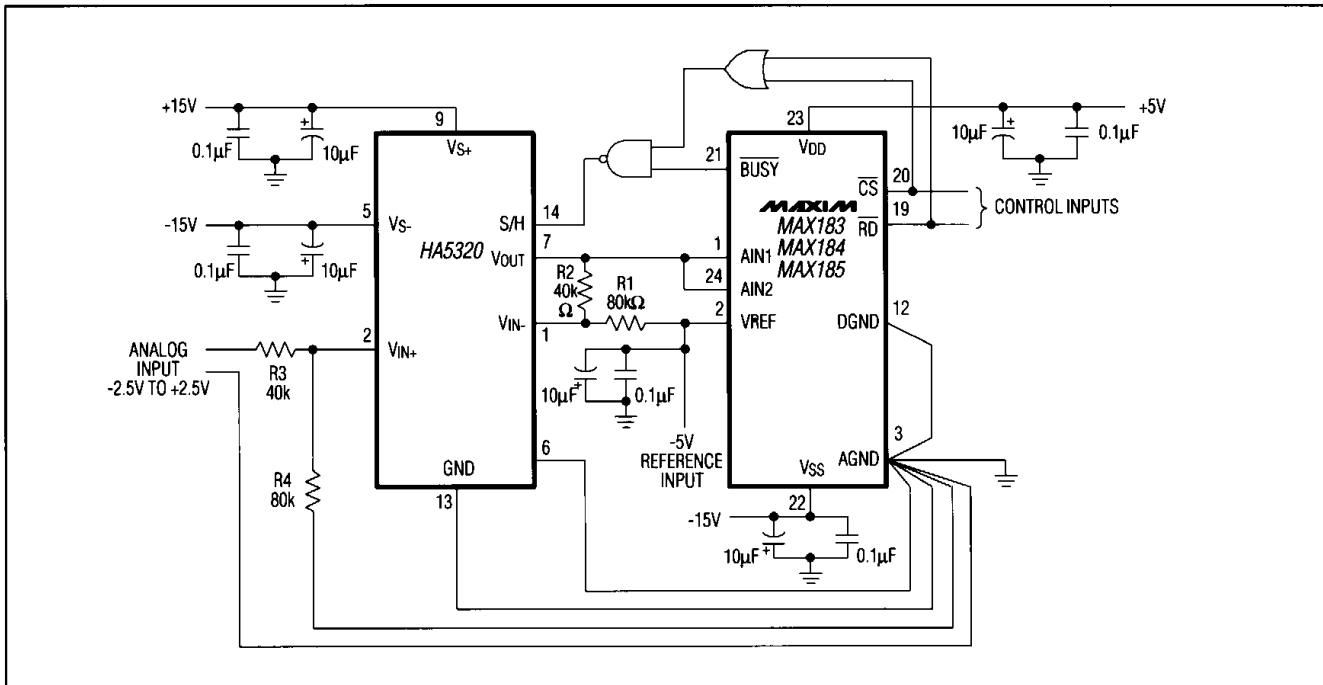 +15V
0.1µF
+
10µF
9
VS+
-15V
0.1µF
+
10µF
5
VS-
HA5320
S/H
14
VOUT
7
VIN-
1
2
VIN+
ANALOG
INPUT
-2.5V TO +2.5V
R3
40k
R4
80k
GND
13
6
R2
40k
Ω
R1
80kΩ
10µF
+
0.1µF
-5V
REFERENCE
INPUT
23
VDD
21
BUSY
MAXIM
MAX183
MAX184
MAX185
1
AIN1
24
AIN2
2
VREF
CS
20
RD
19
CONTROL INPUTS
DGND
12
AGND
3
VSS
22
-15V
10µF
+
0.1µF
+5V
10µF
+
0.1µF